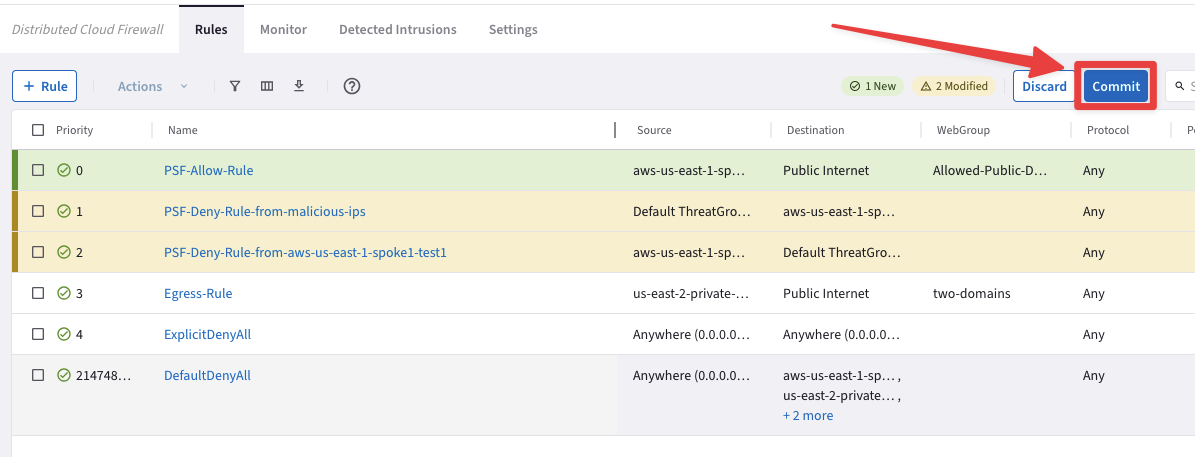 Distributed Cloud Firewall Rules Monitor Detected Intrusions Settings
+ Rule Actions 1 New 2 Modified Discard Commit
Priority Name Source Destination WebGroup Protocol
0 PSF-Allow-Rule aws-us-east-1-sp... Public Internet Allowed-Public-D... Any
1 PSF-Deny-Rule-from-malicious-ips Default ThreatGro... aws-us-east-1-sp... Any
2 PSF-Deny-Rule-from-aws-us-east-1-spoke1-test1 aws-us-east-1-sp... Default ThreatGro... Any
3 Egress-Rule us-east-2-private-... Public Internet two-domains Any
4 ExplicitDenyAll Anywhere (0.0.0.0... Anywhere (0.0.0.0... Any
214748... DefaultDenyAll Anywhere (0.0.0.0... aws-us-east-1-sp... , Any
us-east-2-private... ,
+ 2 more